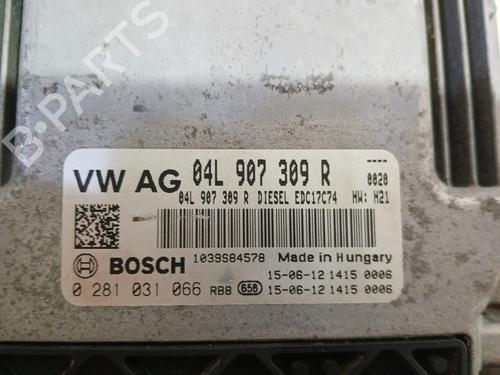 B-PARTS
VW AG 04L 907 309 R ----
04L 907 309 R DIESEL EDC17C74 0020
HW: H21
BOSCH 1039S84578 Made in Hungary
15-06-12 1415 0006
0 281 031 066 RB8 658 15-06-12 1415 0006